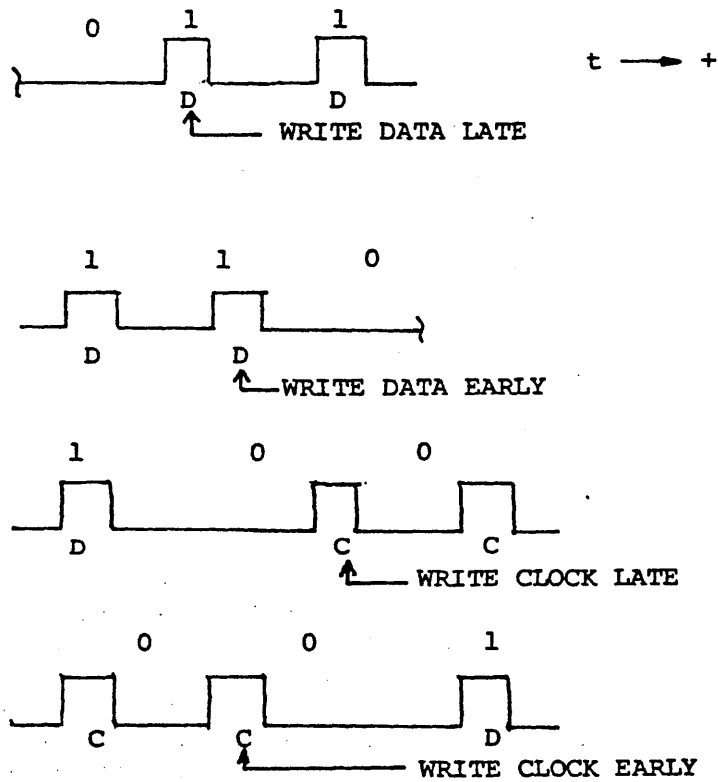 0 1 1
t → +
D D
WRITE DATA LATE
1 1 0
D D
WRITE DATA EARLY
1 0 0
D C C
WRITE CLOCK LATE
0 0 1
C C D
WRITE CLOCK EARLY